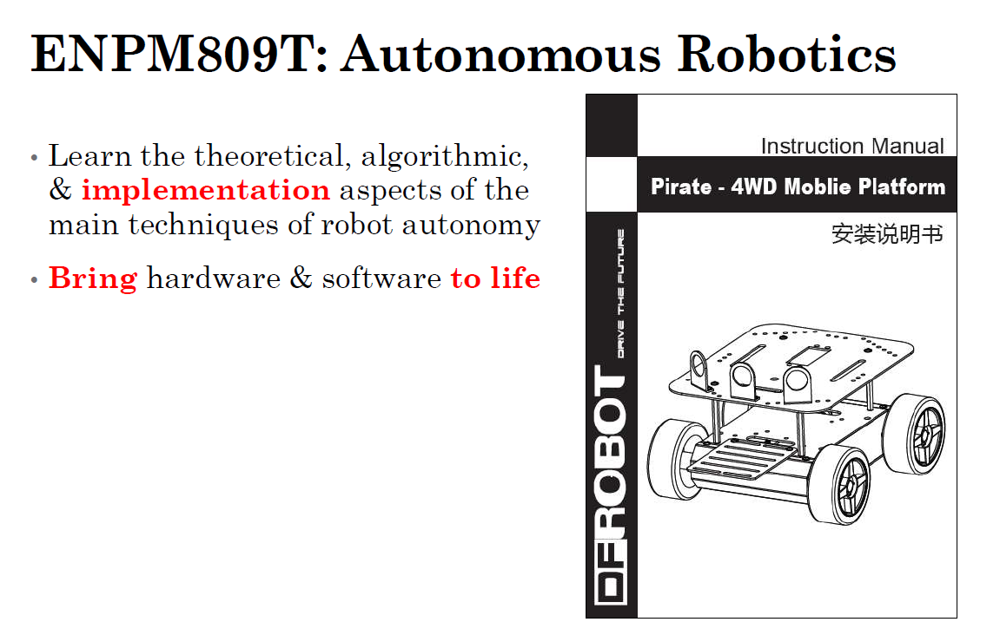 ENPM809T: Autonomous Robotics
• Learn the theoretical, algorithmic,
& implementation aspects of the
main techniques of robot autonomy
• Bring hardware & software to life
Instruction Manual
Pirate - 4WD Moblie Platform
安装说明书
DRIVE THE FUTURE
DFROBOT